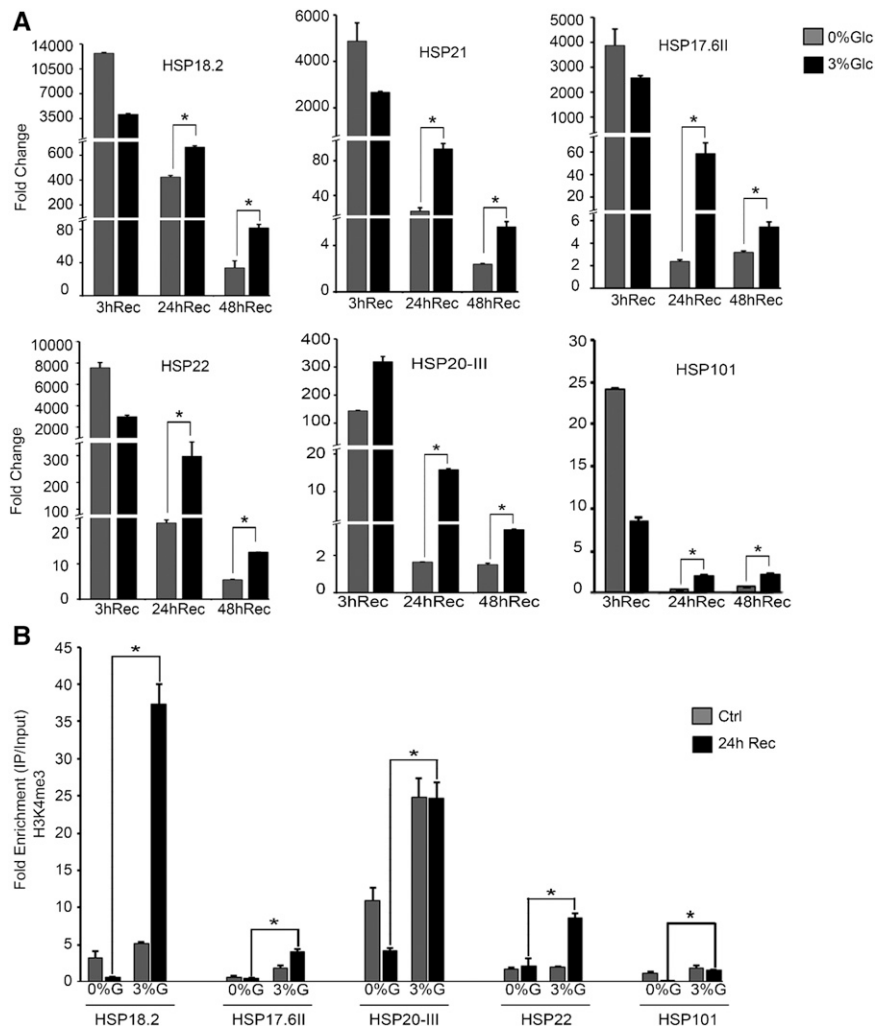 A
0%Glc
3%Glc
HSP18.2
Fold Change
14000
10500
7000
3500
600
400
200
80
40
0
3hRec 24hRec 48hRec
* *
HSP21
6000
4000
2000
80
40
4
2
0
3hRec 24hRec 48hRec
* *
HSP17.6II
5000
4000
3000
2000
1000
60
40
20
6
4
2
0
3hRec 24hRec 48hRec
* *
HSP22
Fold Change
10000
8000
6000
4000
2000
300
200
100
20
10
0
3hRec 24hRec 48hRec
* *
HSP20-III
400
300
200
100
20
10
2
0
3hRec 24hRec 48hRec
* *
HSP101
25
20
15
10
5
0
3hRec 24hRec 48hRec
* *
B
Fold Enrichment (IP/Input)
H3K4me3
45
40
35
30
25
20
15
10
5
0
Ctrl
24h Rec
* * * * *
0%G 3%G 0%G 3%G 0%G 3%G 0%G 3%G 0%G 3%G
HSP18.2 HSP17.6II HSP20-III HSP22 HSP101